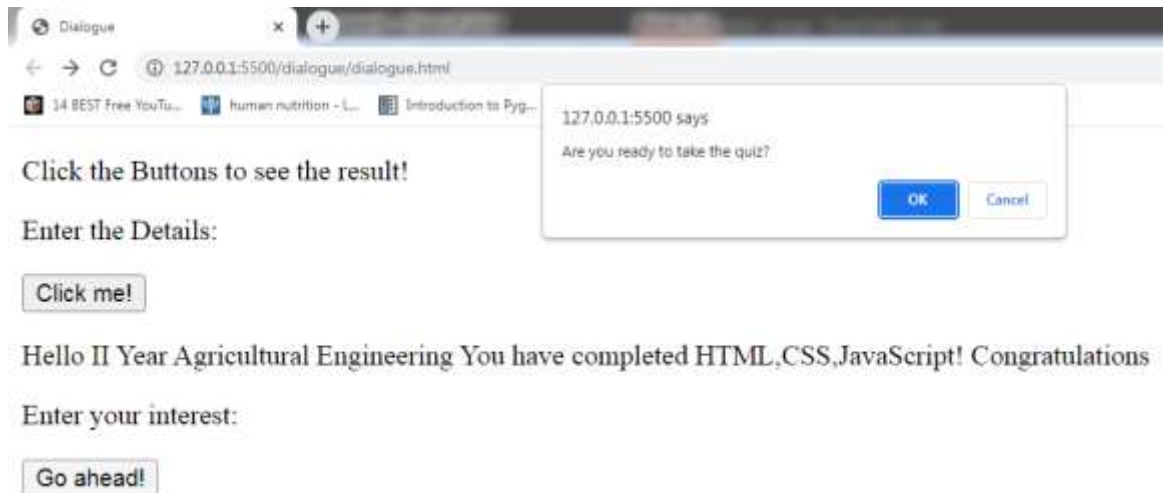 Dialogue
127.0.0.1:5500/dialogue/dialogue.html
14 BEST Free YouTu... human nutrition - L... Introduction to Pyg...
127.0.0.1:5500 says
Are you ready to take the quiz?
OK Cancel
Click the Buttons to see the result!
Enter the Details:
Click me!
Hello II Year Agricultural Engineering You have completed HTML,CSS,JavaScript! Congratulations
Enter your interest:
Go ahead!